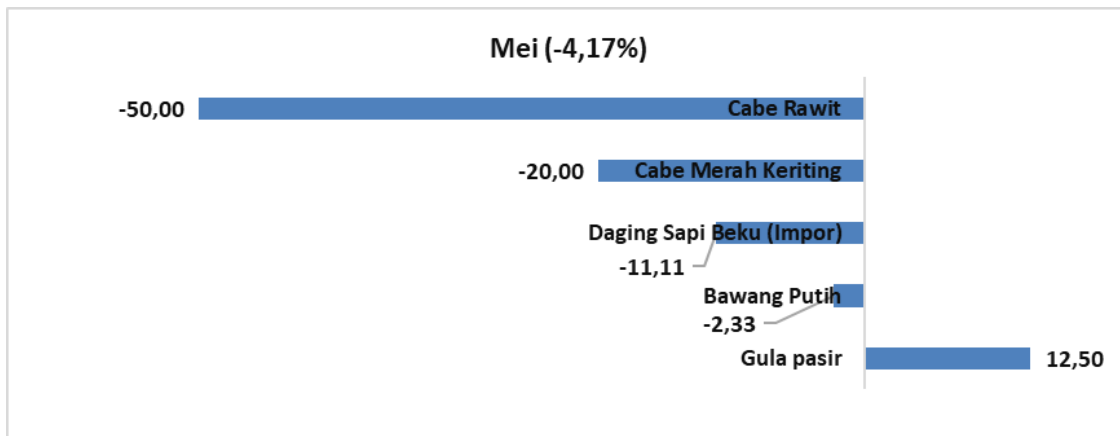 Mei (-4,17%)
-50,00 Cabe Rawit
-20,00 Cabe Merah Keriting
Daging Sapi Beku (Impor)
-11,11
Bawang Putih
-2,33
Gula pasir 12,50